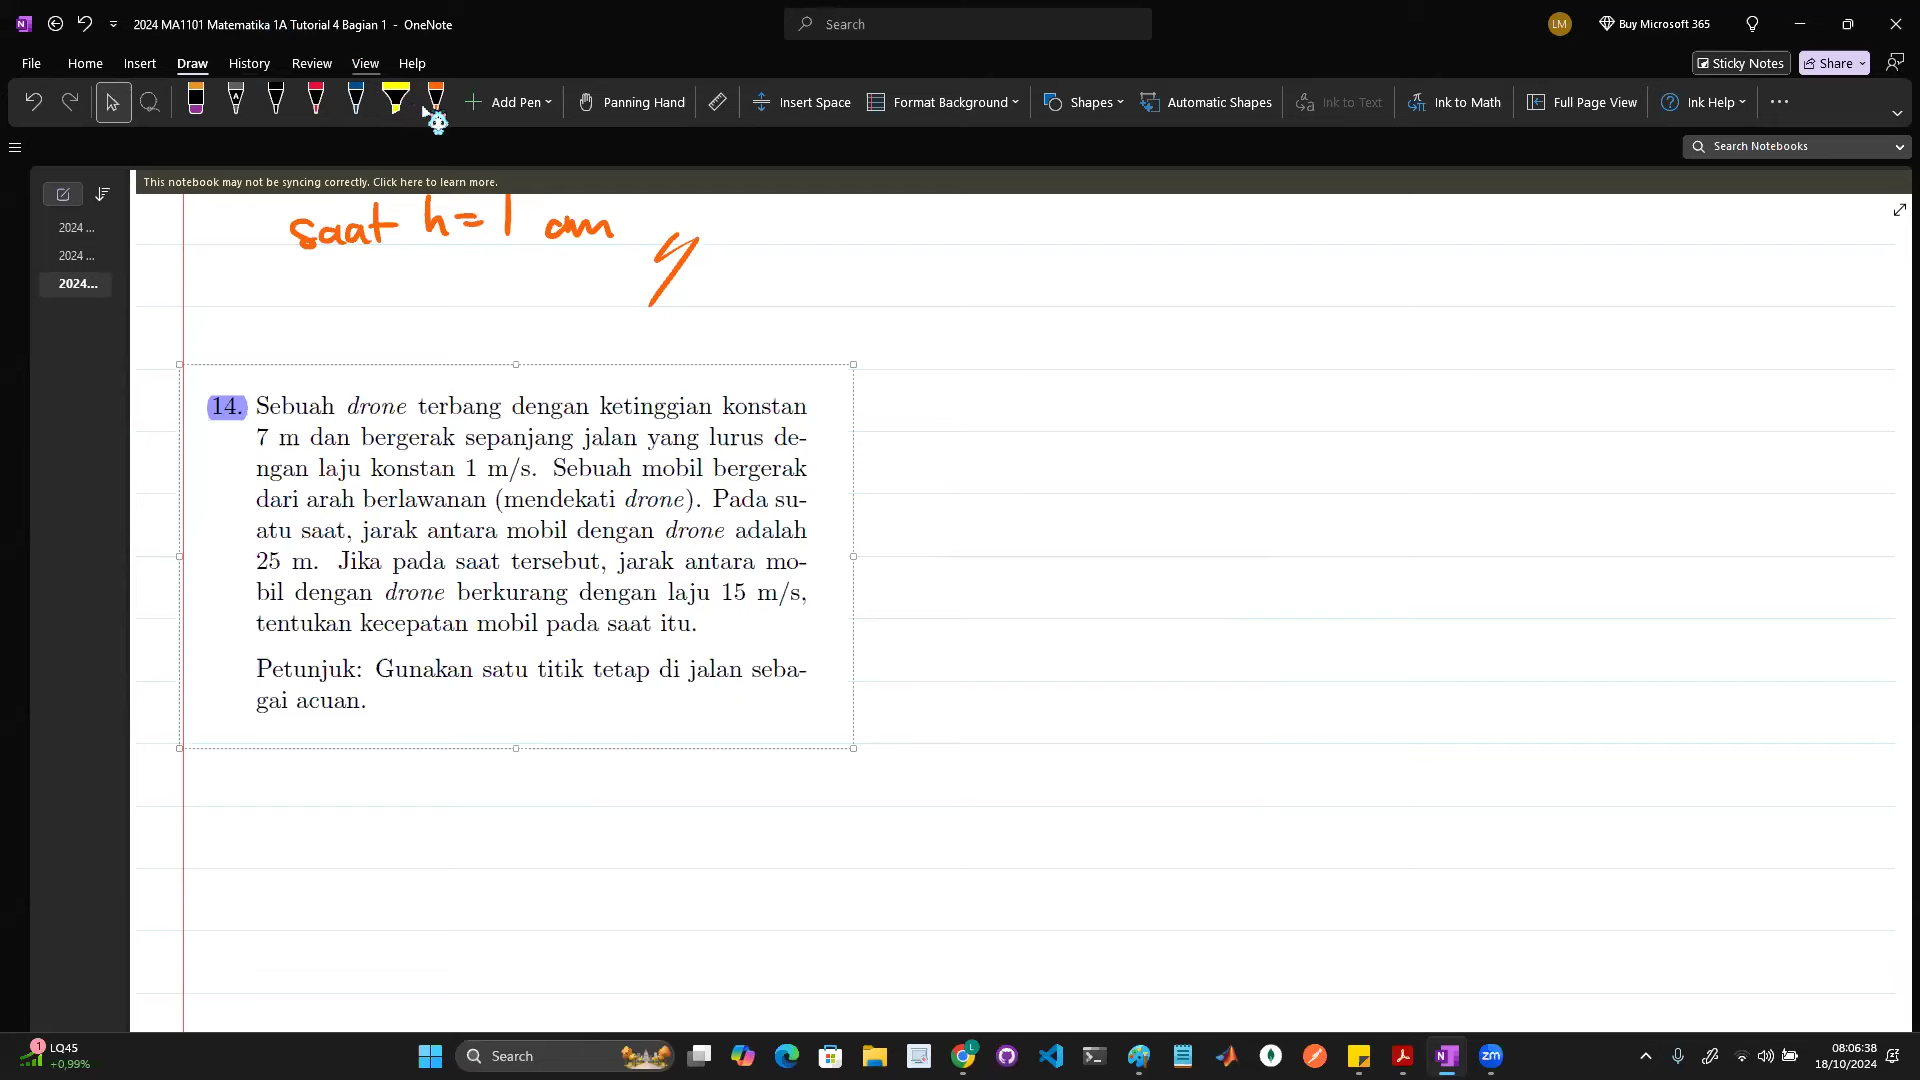 2024 MA1101 Matematika 1A Tutorial 4 Bagian 1 - OneNote
Search
LM
Buy Microsoft 365
File Home Insert Draw History Review View Help
Sticky Notes
Share
Add Pen
Panning Hand
Insert Space
Format Background
Shapes
Automatic Shapes
Ink to Text
Ink to Math
Full Page View
Ink Help
Search Notebooks
This notebook may not be syncing correctly. Click here to learn more.
2024 ...
2024 ...
2024...
saat h = 1 cm
14. Sebuah drone terbang dengan ketinggian konstan
7 m dan bergerak sepanjang jalan yang lurus de-
ngan laju konstan 1 m/s. Sebuah mobil bergerak
dari arah berlawanan (mendekati drone). Pada su-
atu saat, jarak antara mobil dengan drone adalah
25 m. Jika pada saat tersebut, jarak antara mo-
bil dengan drone berkurang dengan laju 15 m/s,
tentukan kecepatan mobil pada saat itu.
Petunjuk: Gunakan satu titik tetap di jalan seba-
gai acuan.
1
LQ45
+0,99%
Search
L
zm
08:06:38
18/10/2024